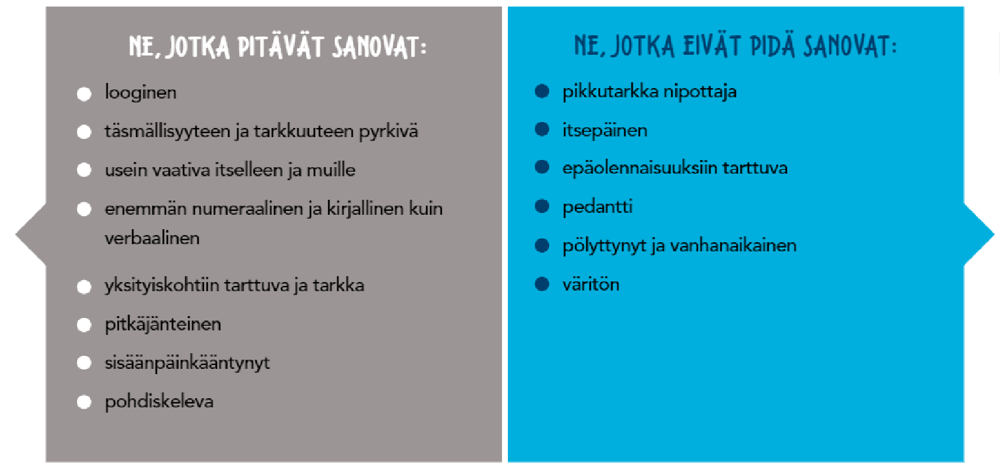 NE, JOTKA PITÄVÄT SANOVAT:
looginen
täsmällisyyteen ja tarkkuuteen pyrkivä
usein vaativa itselleen ja muille
enemmän numeraalinen ja kirjallinen kuin
verbaalinen
yksityiskohtiin tarttuva ja tarkka
pitkäjänteinen
sisäänpäinkääntynyt
pohdiskeleva
NE, JOTKA EIVÄT PIDÄ SANOVAT:
pikkutarkka nipottaja
itsepäinen
epäolennaisuuksiin tarttuva
pedantti
pölyttynyt ja vanhanaikainen
väritön